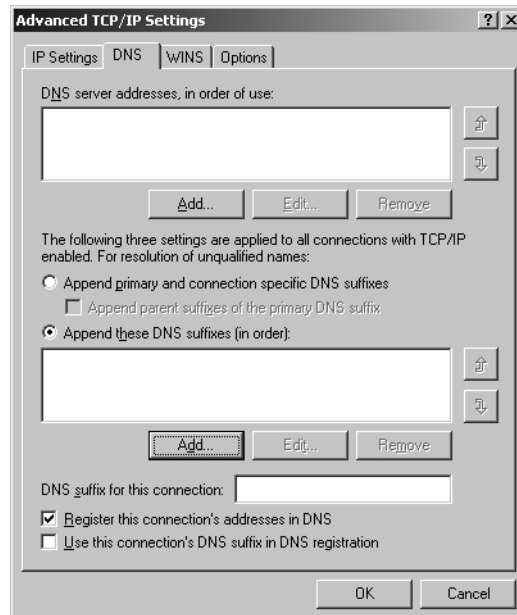 Advanced TCP/IP Settings
IP Settings DNS WINS Options
DNS server addresses, in order of use:
Add... Edit... Remove
The following three settings are applied to all connections with TCP/IP
enabled. For resolution of unqualified names:
Append primary and connection specific DNS suffixes
Append parent suffixes of the primary DNS suffix
Append these DNS suffixes (in order):
Add... Edit... Remove
DNS suffix for this connection:
Register this connection's addresses in DNS
Use this connection's DNS suffix in DNS registration
OK Cancel